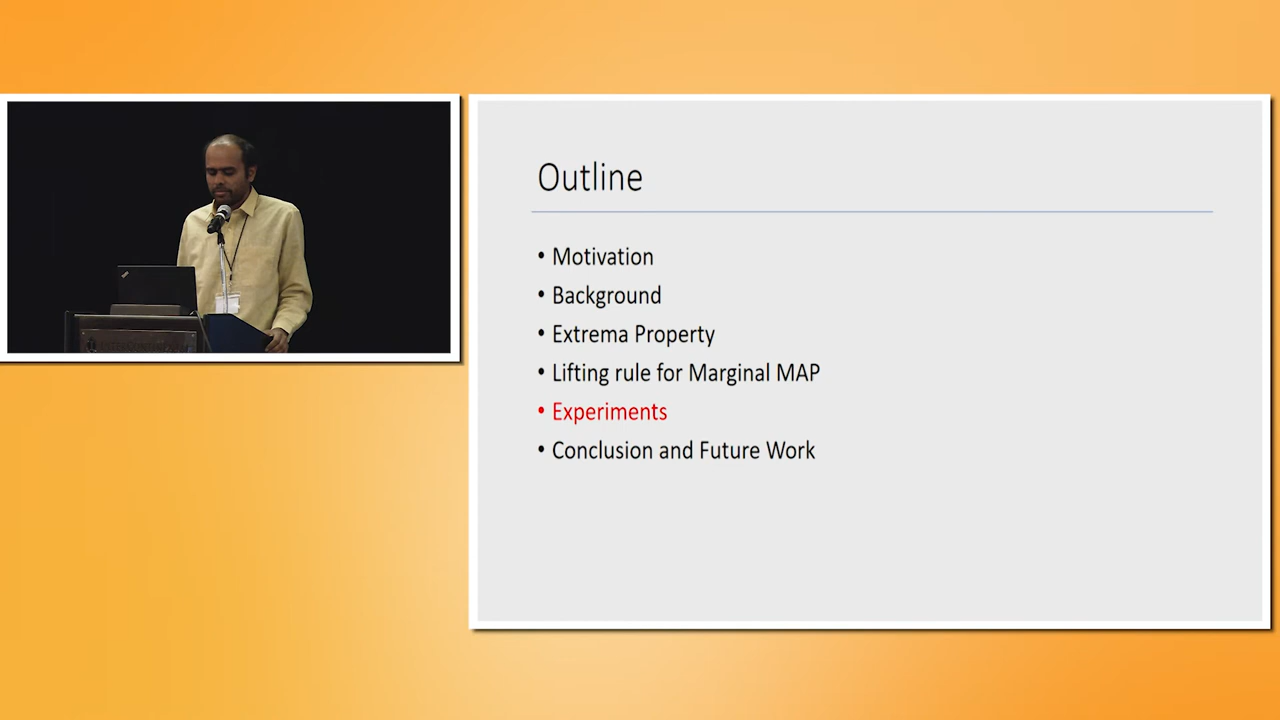 Outline
• Motivation
• Background
• Extrema Property
• Lifting rule for Marginal MAP
• Experiments
• Conclusion and Future Work